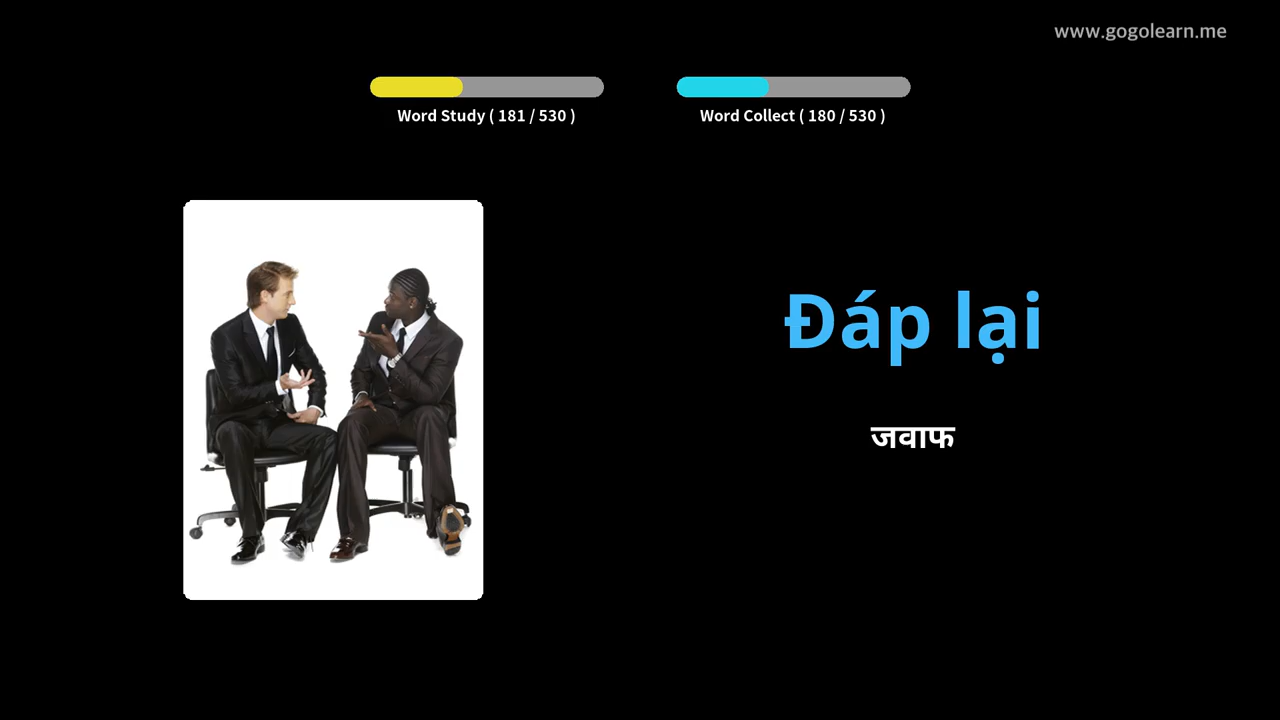 www.gogolearn.me
Word Study ( 181 / 530 )
Word Collect ( 180 / 530 )
Đáp lại
जवाफ